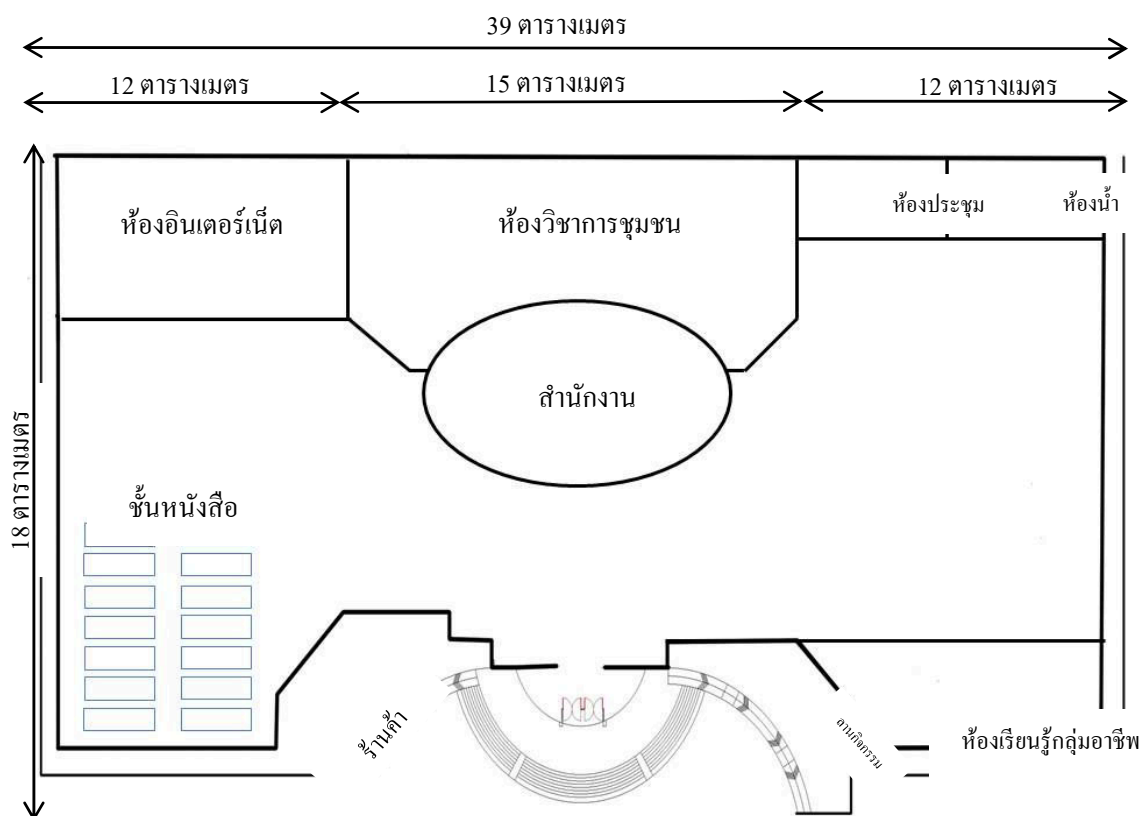 39 ตารางเมตร
12 ตารางเมตร
15 ตารางเมตร
12 ตารางเมตร
ห้องอินเตอร์เน็ต
ห้องวิชาการชุมชน
ห้องประชุม
ห้องน้ำ
สำนักงาน
18 ตารางเมตร
ชั้นหนังสือ
ร้านค้า
ลานกิจกรรม
ห้องเรียนรู้กลุ่มอาชีพ